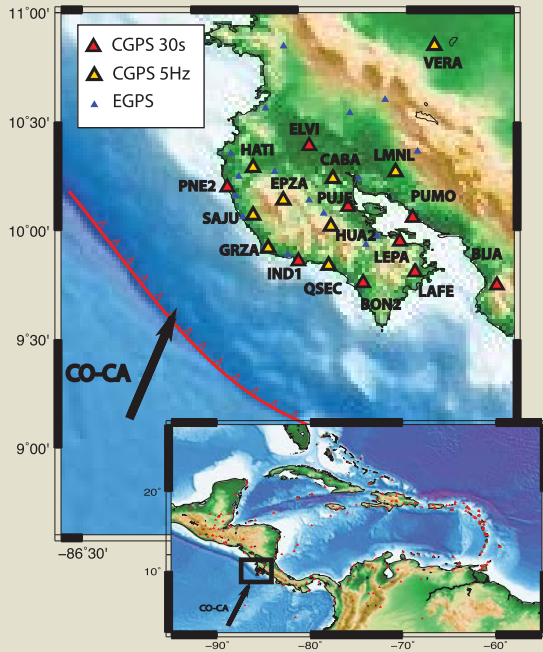 11°00'
CGPS 30s
CGPS 5Hz
EGPS
VERA
10°30'
ELVI
HATI
CABA
LMNL
PNE2
EPZA
PUJE
PUMO
SAJU
10°00'
HUA2
GRZA
LEPA
BIJA
IND1
QSEC
LAFE
BON2
9°30'
CO-CA
9°00'
20°
-86°30'
10°
CO-CA
-90° -80° -70° -60°